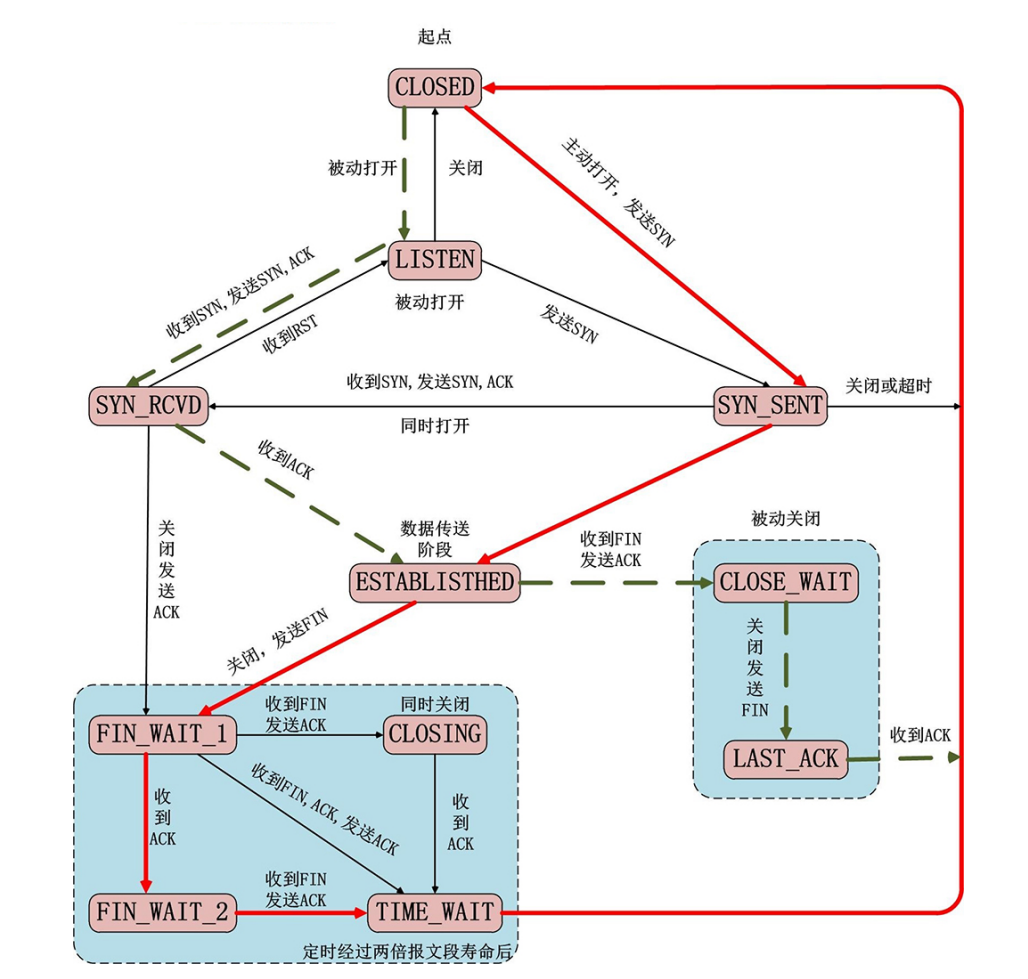 起点
CLOSED
被动打开
关闭
主动打开，发送SYN
LISTEN
被动打开
收到SYN,发送SYN,ACK
收到RST
发送SYN
SYN_RCVD
收到SYN,发送SYN,ACK
同时打开
SYN_SENT
关闭或超时
收到ACK
数据传送
阶段
ESTABLISTHED
收到FIN
发送ACK
被动关闭
CLOSE_WAIT
关
闭
发
送
ACK
关闭，发送FIN
关
闭
发
送
FIN
FIN_WAIT_1
收到FIN
发送ACK
同时关闭
CLOSING
LAST_ACK
收到ACK
收
到
ACK
收到FIN,ACK,发送ACK
收
到
ACK
FIN_WAIT_2
收到FIN
发送ACK
TIME_WAIT
定时经过两倍报文段寿命后